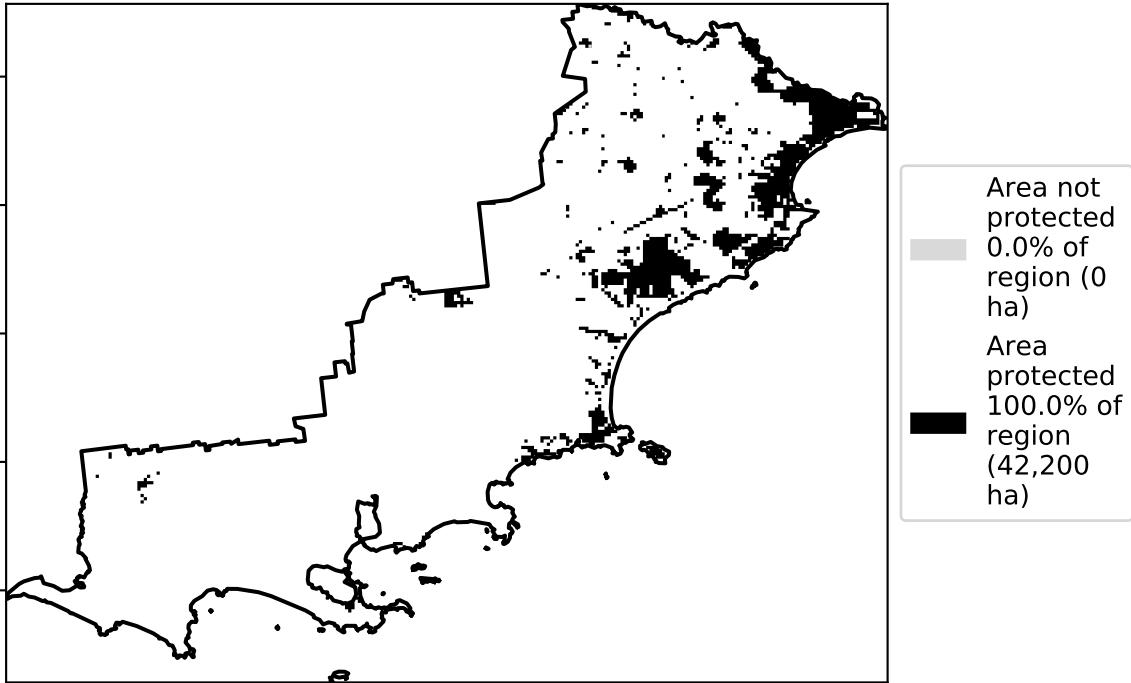 Area not
protected
0.0% of
region (0
ha)
Area
protected
100.0% of
region
(42,200
ha)